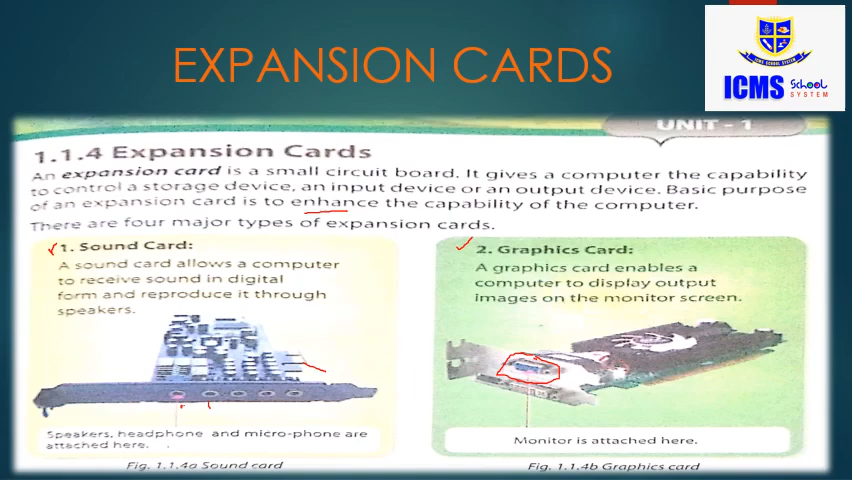 EXPANSION CARDS
ICMS SCHOOL SYSTEM
ICMS School
SYSTEM
UNIT - 1
1.1.4 Expansion Cards
An expansion card is a small circuit board. It gives a computer the capability
to control a storage device, an input device or an output device. Basic purpose
of an expansion card is to enhance the capability of the computer.
There are four major types of expansion cards.
1. Sound Card:
A sound card allows a computer
to receive sound in digital
form and reproduce it through
speakers.
Speakers, headphone and micro-phone are
attached here.
Fig. 1.1.4a Sound card
2. Graphics Card:
A graphics card enables a
computer to display output
images on the monitor screen.
Monitor is attached here.
Fig. 1.1.4b Graphics card